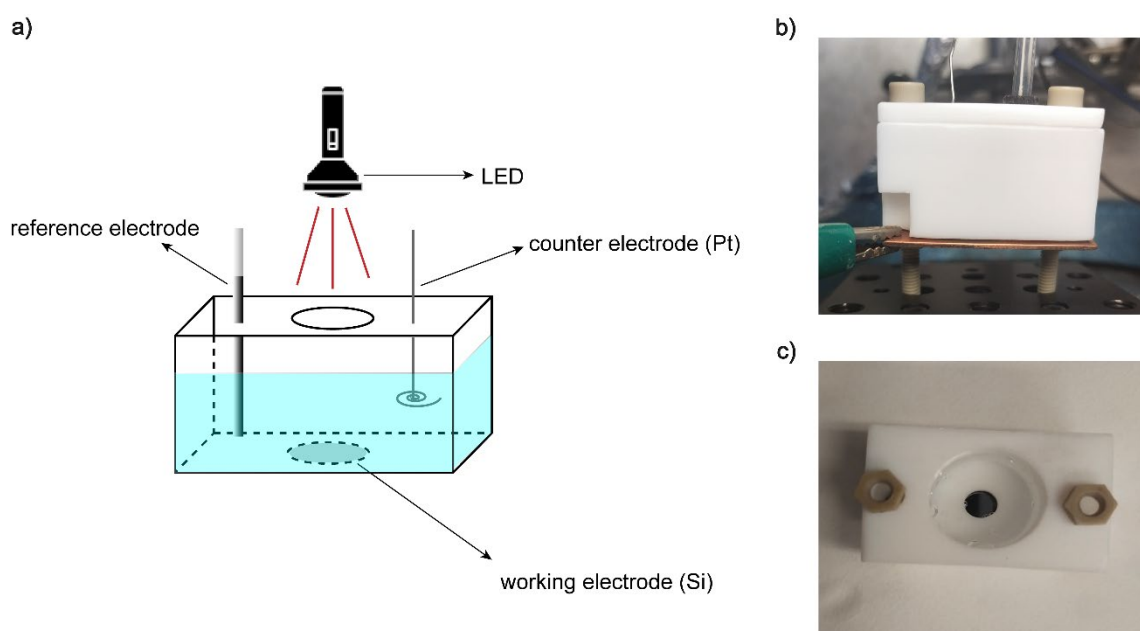 a)
b)
LED
reference electrode
counter electrode (Pt)
c)
working electrode (Si)